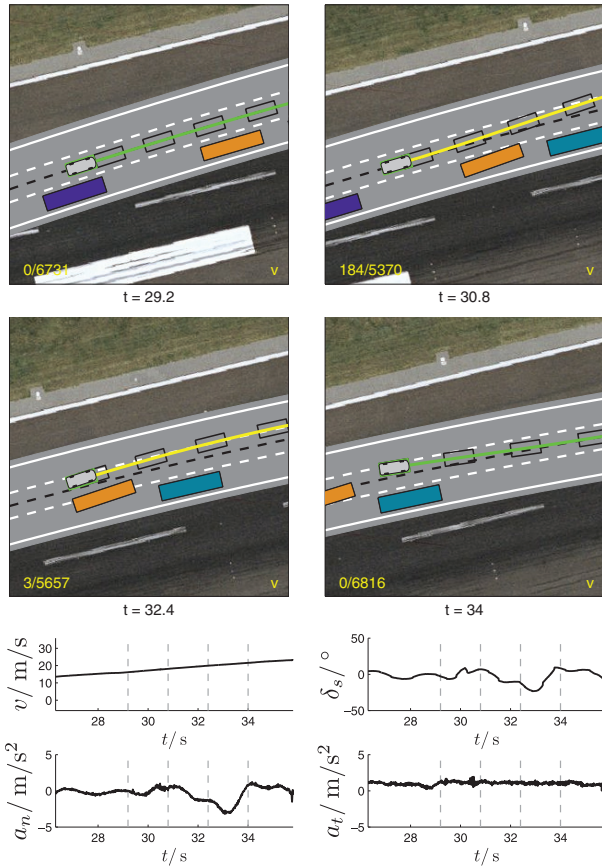 0/6731 v
184/5370 v
t = 29.2
t = 30.8
3/5657 v
0/6816 v
t = 32.4
t = 34
v/ m/s
30
20
10
0
28 30 32 34
t/ s
δs/ °
50
0
−50
28 30 32 34
t/ s
an/ m/s²
5
0
−5
28 30 32 34
t/ s
at/ m/s²
5
0
−5
28 30 32 34
t/ s